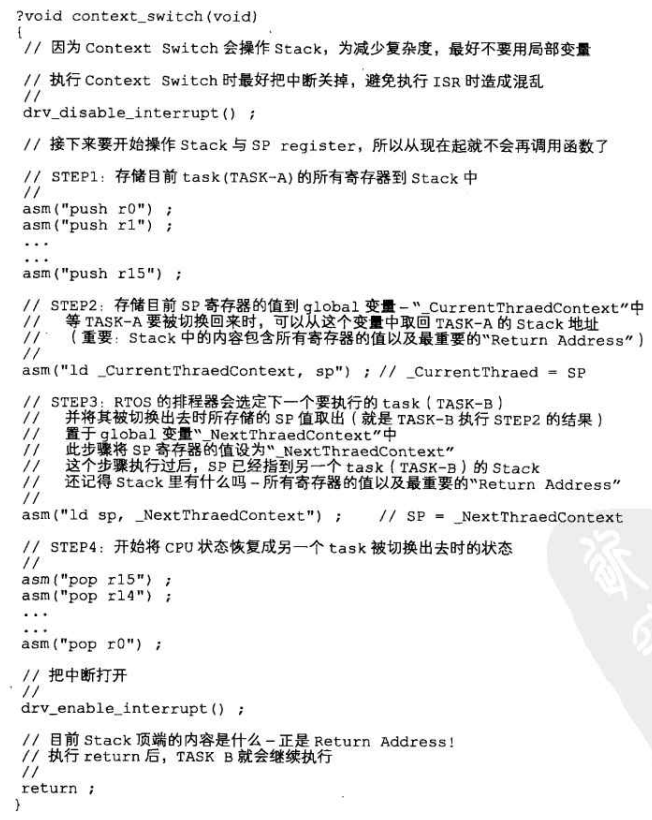 ?void context_switch(void)
{
// 因为 Context Switch 会操作 Stack，为减少复杂度，最好不要用局部变量
// 执行 Context Switch 时最好把中断关掉，避免执行 ISR 时造成混乱
//
drv_disable_interrupt() ;
// 接下来要开始操作 Stack 与 SP register，所以从现在起就不会再调用函数了
// STEP1: 存储目前 task(TASK-A)的所有寄存器到 Stack 中
//
asm("push r0") ;
asm("push r1") ;
...
...
asm("push r15") ;
// STEP2: 存储目前 SP 寄存器的值到 global 变量－"_CurrentThraedContext"中
// 等 TASK-A 要被切换回来时，可以从这个变量中取回 TASK-A 的 Stack 地址
// （重要: Stack 中的内容包含所有寄存器的值以及最重要的"Return Address"）
//
asm("ld _CurrentThraedContext, sp") ; // _CurrentThraed = SP
// STEP3: RTOS 的排程器会选定下一个要执行的 task（TASK-B）
// 并将其被切换出去时所存储的 SP 值取出（就是 TASK-B 执行 STEP2 的结果）
// 置于 global 变量"_NextThraedContext"中
// 此步骤将 SP 寄存器的值设为"_NextThraedContext"
// 这个步骤执行过后，SP 已经指到另一个 task（TASK-B）的 Stack
// 还记得 Stack 里有什么吗－所有寄存器的值以及最重要的"Return Address"
//
asm("ld sp, _NextThraedContext") ; // SP = _NextThraedContext
// STEP4: 开始将 CPU 状态恢复成另一个 task 被切换出去时的状态
//
asm("pop r15") ;
asm("pop r14") ;
...
...
asm("pop r0") ;
// 把中断打开
//
drv_enable_interrupt() ;
// 目前 Stack 顶端的内容是什么－正是 Return Address!
// 执行 return 后，TASK B 就会继续执行
//
return ;
}